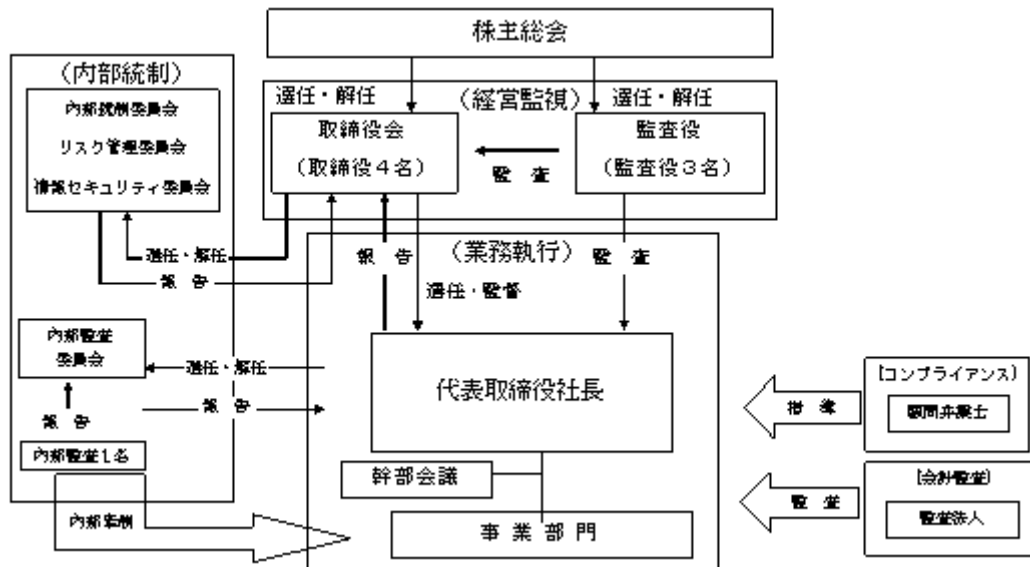 株主総会
（内部統制）
内部統制委員会
リスク管理委員会
情報セキュリティ委員会
選任・解任
（経営監視）
選任・解任
取締役会
（取締役４名）
監査
監査役
（監査役３名）
選任・解任
報告
報告
（業務執行）
監査
選任・監督
内部監査
委員会
選任・解任
報告
報告
内部監査１名
代表取締役社長
幹部会議
事業部門
指導
［コンプライアンス］
顧問弁護士
監査
［会計監査］
監査法人